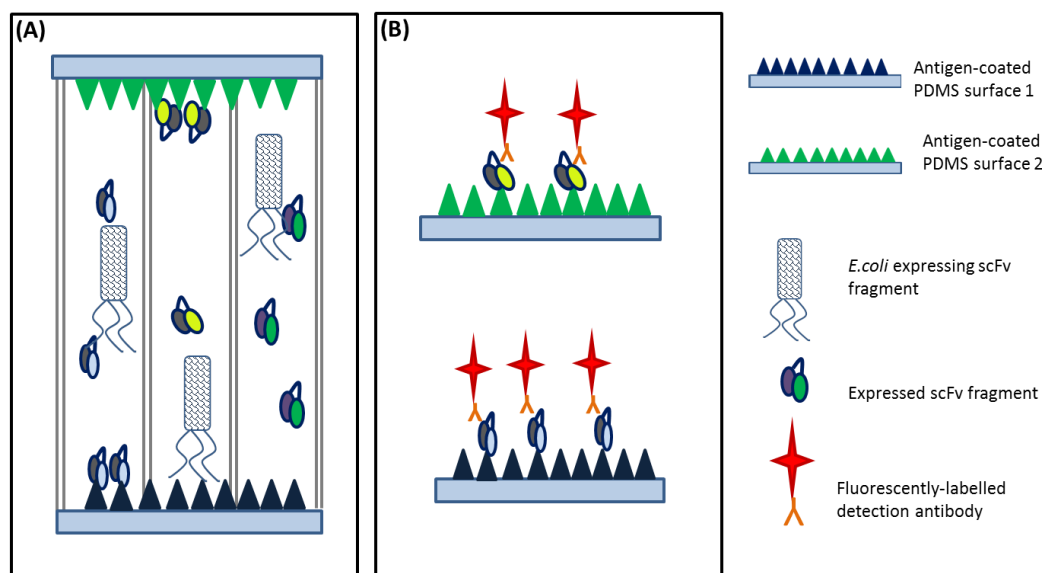 (A)
(B)
Antigen-coated
PDMS surface 1
Antigen-coated
PDMS surface 2
E.coli expressing scFv
fragment
Expressed scFv fragment
Fluorescently-labelled
detection antibody